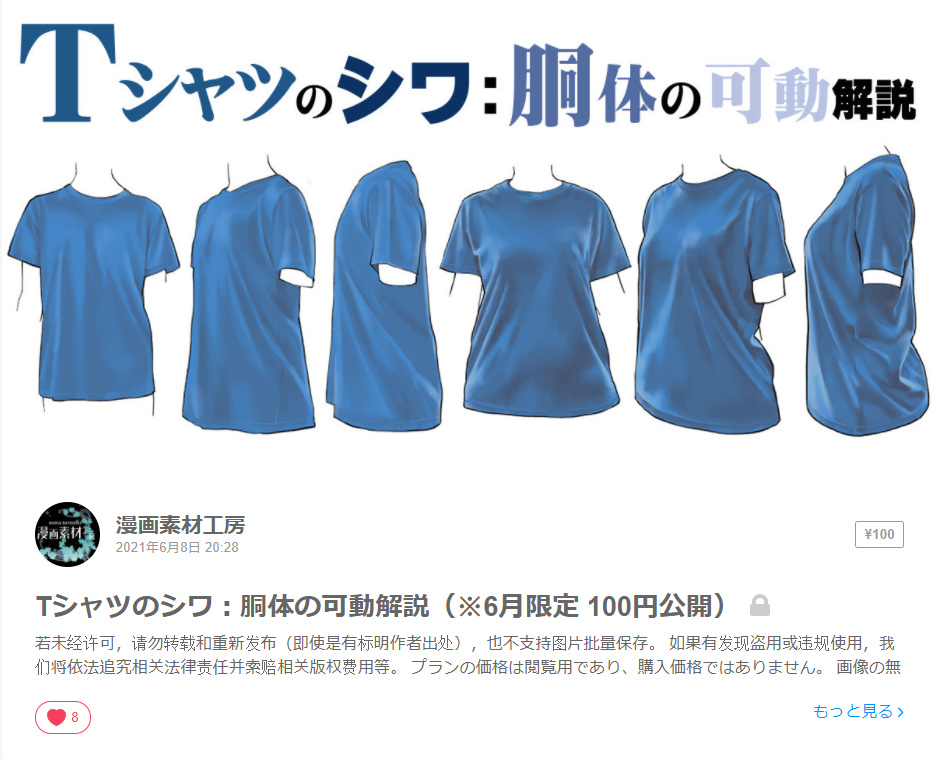 Tシャツのシワ:胴体の可動解説
漫画素材
漫画素材工房
2021年6月8日 20:28
¥100
Tシャツのシワ:胴体の可動解説（※6月限定 100円公開）
若未经许可，请勿转载和重新发布（即使是有标明作者出处），也不支持图片批量保存。 如果有发现盗用或违规使用，我
们将依法追究相关法律责任并索赔相关版权费用等。 プランの価格は閲覧用であり、購入価格ではありません。 画像の無
8
もっと見る